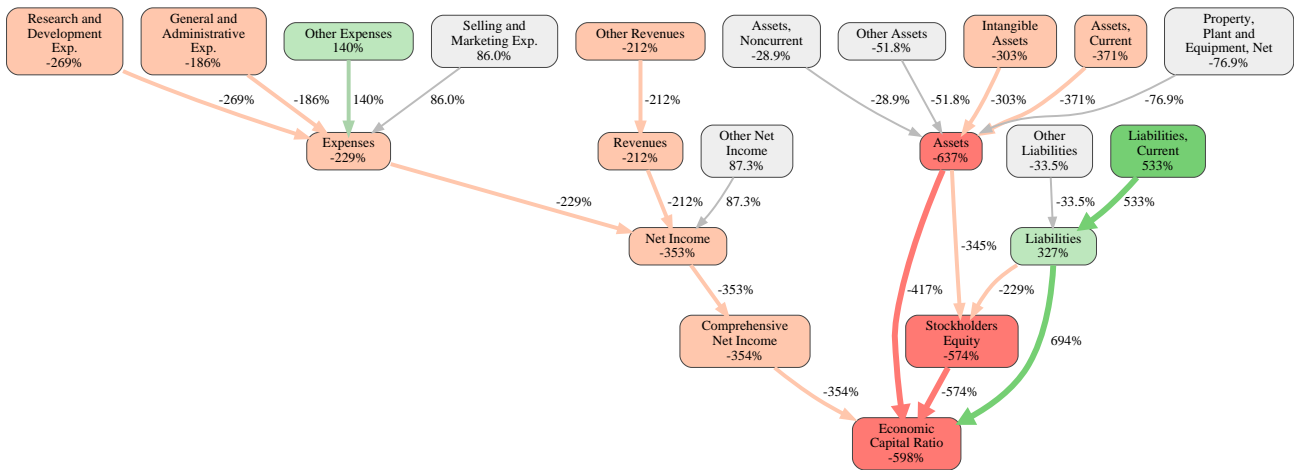 Research and
Development
Exp.
-269%
General and
Administrative
Exp.
-186%
Other Expenses
140%
Selling and
Marketing Exp.
86.0%
Other Revenues
-212%
Assets,
Noncurrent
-28.9%
Other Assets
-51.8%
Intangible
Assets
-303%
Assets,
Current
-371%
Property,
Plant and
Equipment, Net
-76.9%
-269%
-186%
140%
86.0%
-212%
-28.9%
-51.8%
-303%
-371%
-76.9%
Expenses
-229%
Revenues
-212%
Other Net
Income
87.3%
Assets
-637%
Other
Liabilities
-33.5%
Liabilities,
Current
533%
-229%
-212%
87.3%
-33.5%
533%
Net Income
-353%
-345%
Liabilities
327%
-353%
-417%
-229%
Comprehensive
Net Income
-354%
Stockholders
Equity
-574%
694%
-354%
-574%
Economic
Capital Ratio
-598%